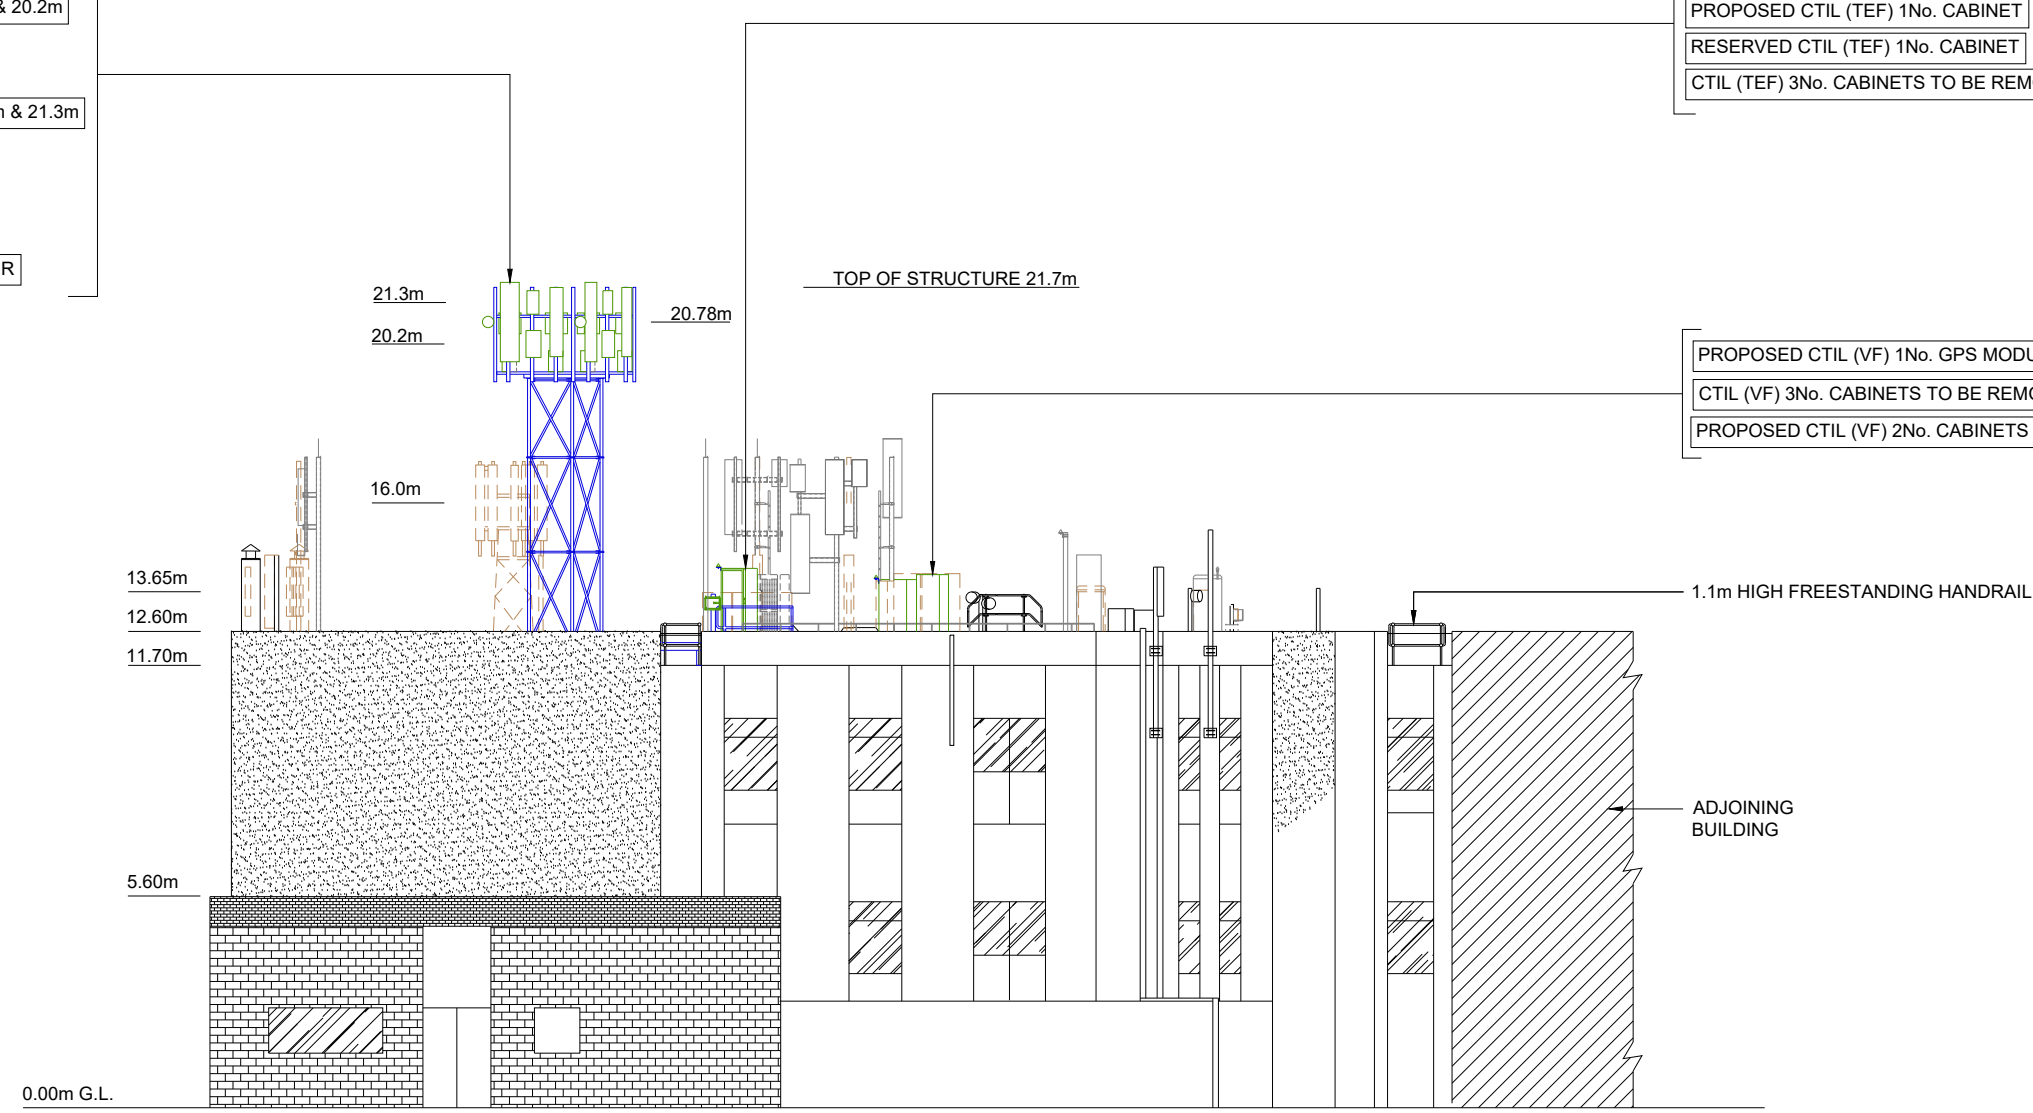 & 20.2m
& 21.3m
R
PROPOSED CTIL (TEF) 1No. CABINET
RESERVED CTIL (TEF) 1No. CABINET
CTIL (TEF) 3No. CABINETS TO BE
TOP OF STRUCTURE 21.7m
21.3m
20.78m
20.2m
PROPOSED CTIL (VF) 1No. GPS
CTIL (VF) 3No. CABINETS TO BE
PROPOSED CTIL (VF) 2No. CABINETS
16.0m
13.65m
12.60m
11.70m
1.1m HIGH FREESTANDING HANDRAIL
ADJOINING
BUILDING
5.60m
0.00m G.L.